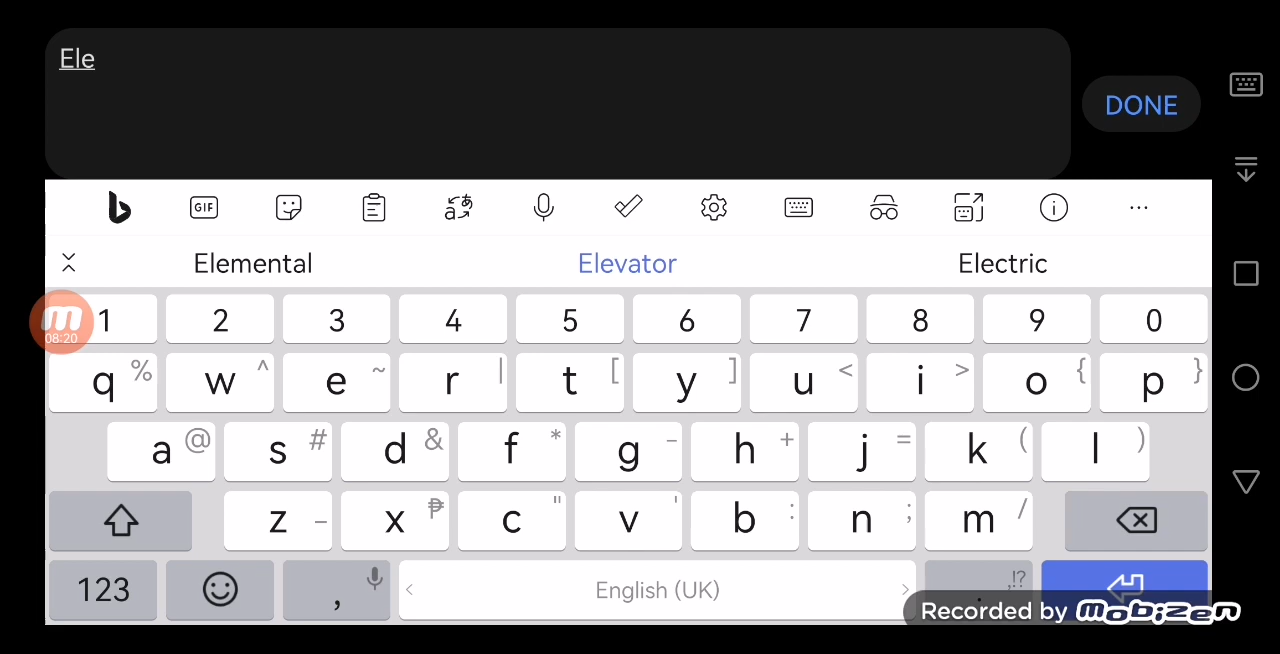 Ele
DONE
GIF
Elemental Elevator Electric
08:20
1 2 3 4 5 6 7 8 9 0
q % w ^ e ~ r | t [ y ] u < i > o { p }
a @ s # d & f * g - h + j = k ( l )
z _ x ₱ c " v ' b : n ; m /
123 , < English (UK) > . ,!?
Recorded by mobizen